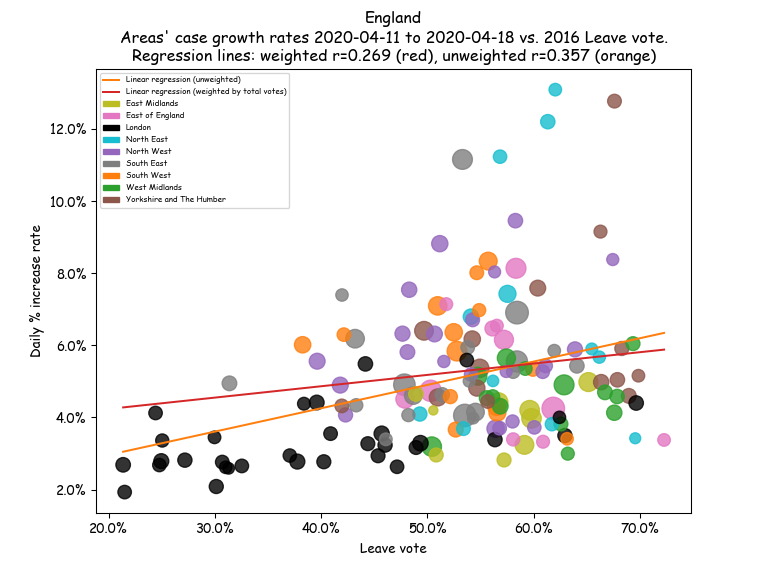 England
Areas' case growth rates 2020-04-11 to 2020-04-18 vs. 2016 Leave vote.
Regression lines: weighted r=0.269 (red), unweighted r=0.357 (orange)
Linear regression (unweighted)
Linear regression (weighted by total votes)
East Midlands
East of England
London
North East
North West
South East
South West
West Midlands
Yorkshire and The Humber
Daily % increase rate
12.0%
10.0%
8.0%
6.0%
4.0%
2.0%
20.0% 30.0% 40.0% 50.0% 60.0% 70.0%
Leave vote